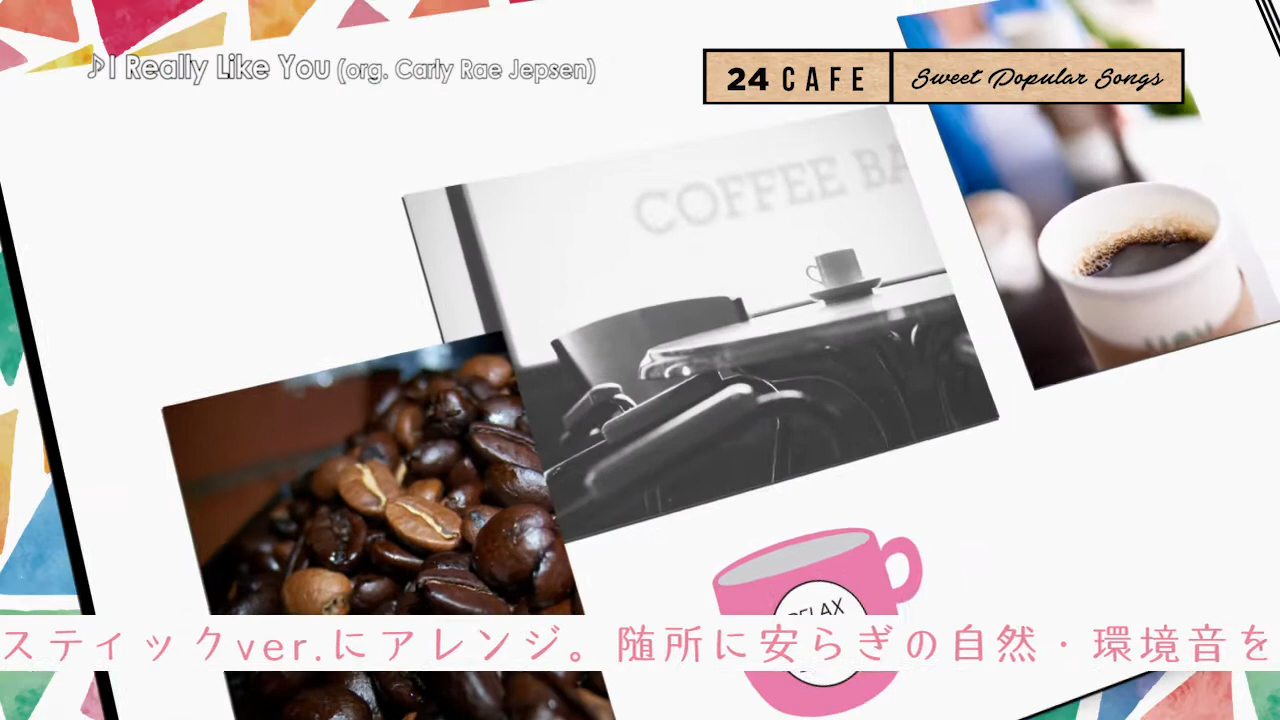 ♪I Really Like You (org. Carly Rae Jepsen)
24 CAFE
Sweet Popular Songs
COFFEE BA
RELAX
スティックver.にアレンジ。随所に安らぎの自然・環境音を